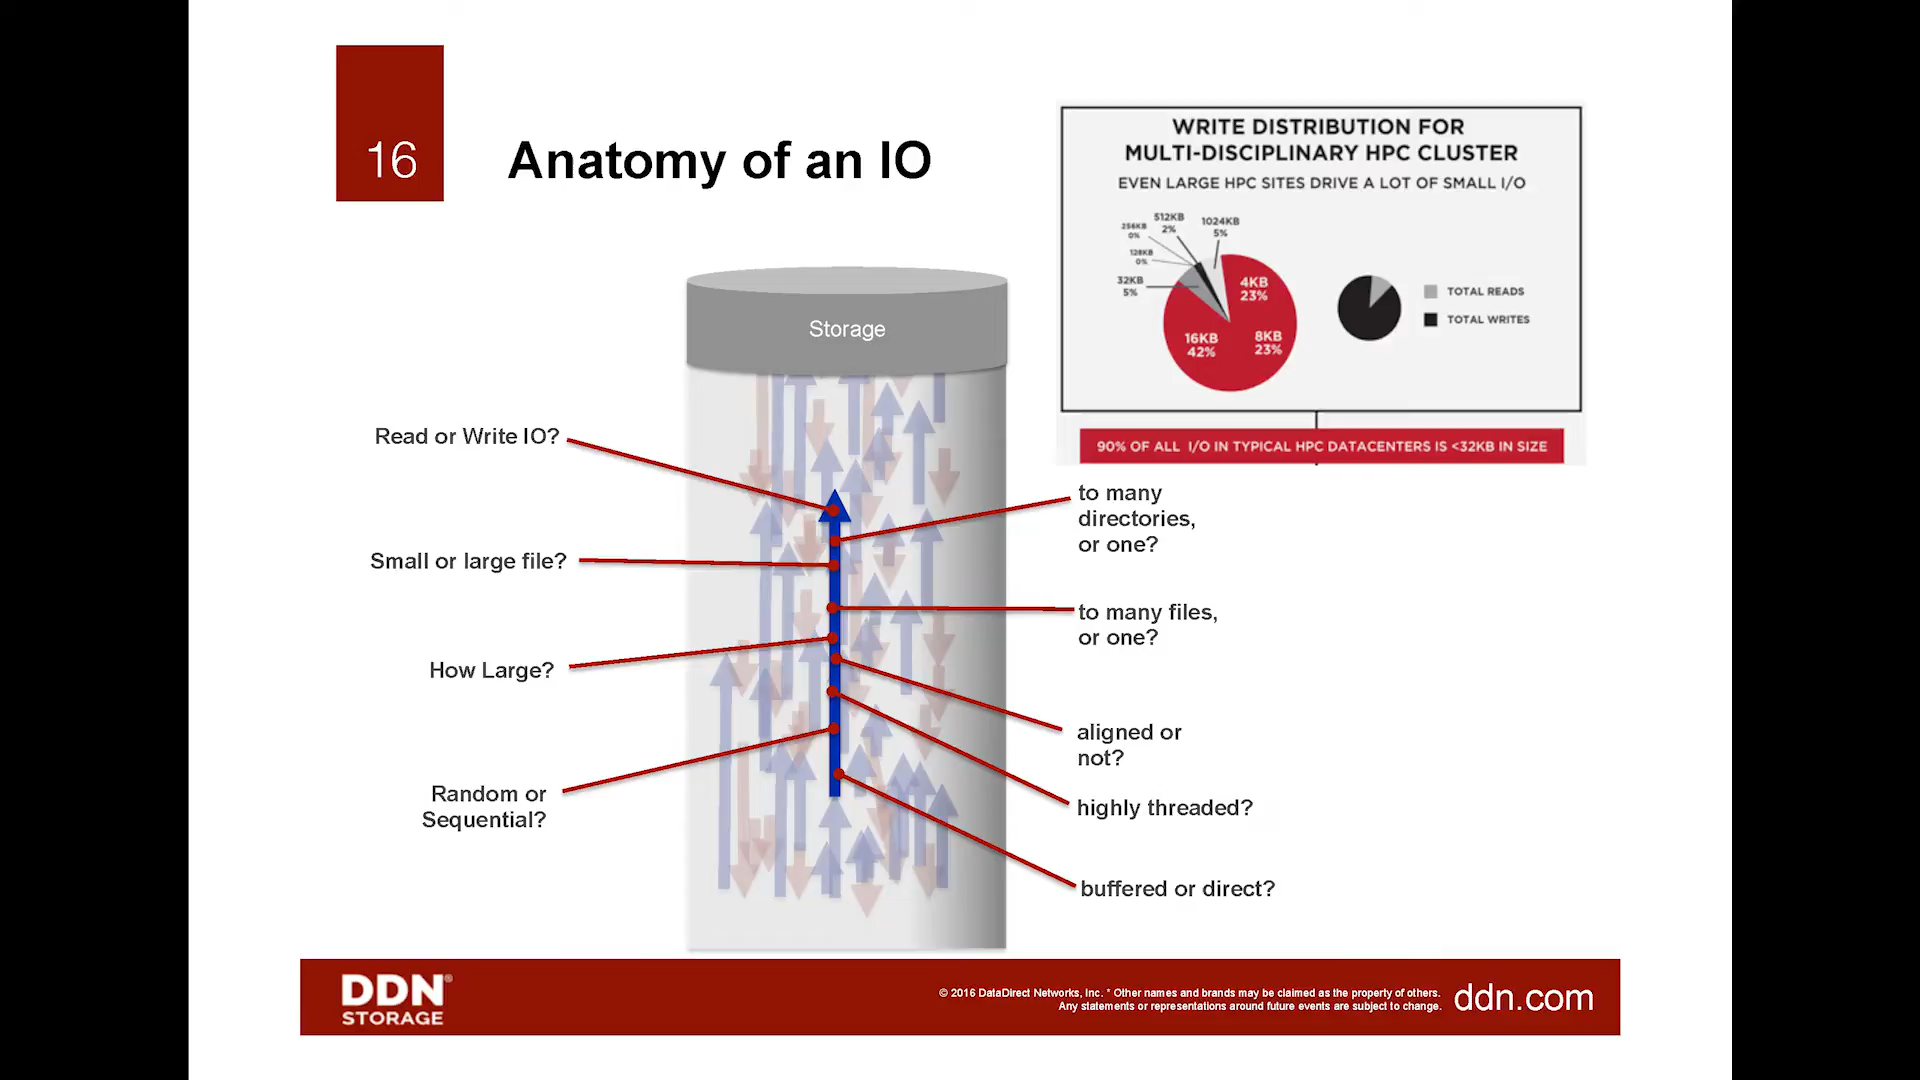 16
Anatomy of an IO
WRITE DISTRIBUTION FOR
MULTI-DISCIPLINARY HPC CLUSTER
EVEN LARGE HPC SITES DRIVE A LOT OF SMALL I/O
256KB
0%
512KB
2%
1024KB
5%
128KB
0%
32KB
5%
4KB
23%
16KB
42%
8KB
23%
TOTAL READS
TOTAL WRITES
90% OF ALL I/O IN TYPICAL HPC DATACENTERS IS <32KB IN SIZE
Storage
Read or Write IO?
Small or large file?
How Large?
Random or
Sequential?
to many
directories,
or one?
to many files,
or one?
aligned or
not?
highly threaded?
buffered or direct?
DDN®
STORAGE
© 2016 DataDirect Networks, Inc. * Other names and brands may be claimed as the property of others.
Any statements or representations around future events are subject to change.
ddn.com